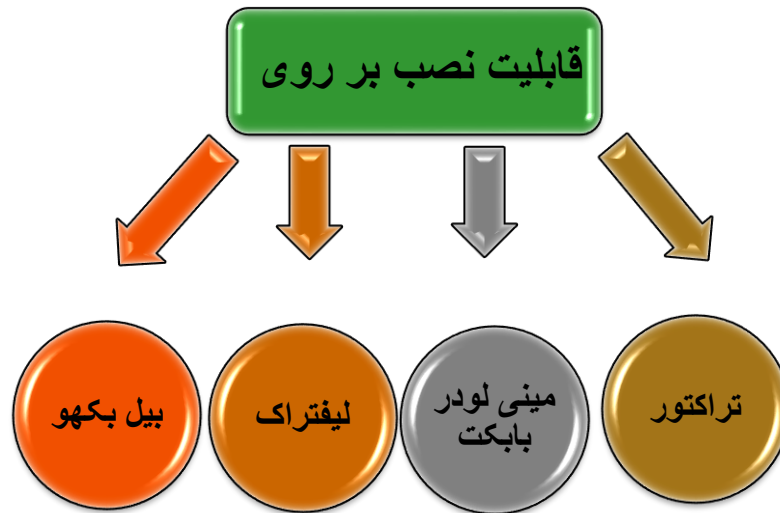 قابلیت نصب بر روی
تراکتور
مینی لودر
بابکت
لیفتراک
بیل بکهو